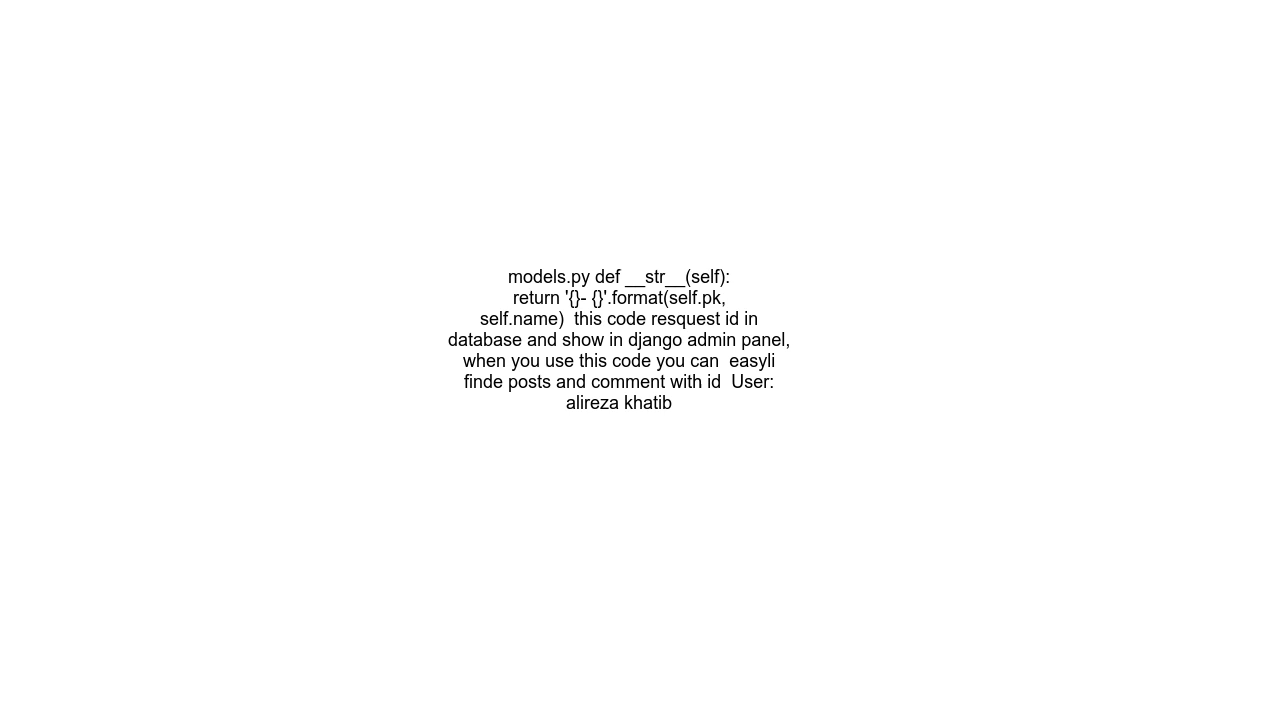 models.py def __str__(self):
return '{}- {}'.format(self.pk,
self.name)  this code resquest id in
database and show in django admin panel,
when you use this code you can  easyli
finde posts and comment with id  User:
alireza khatib